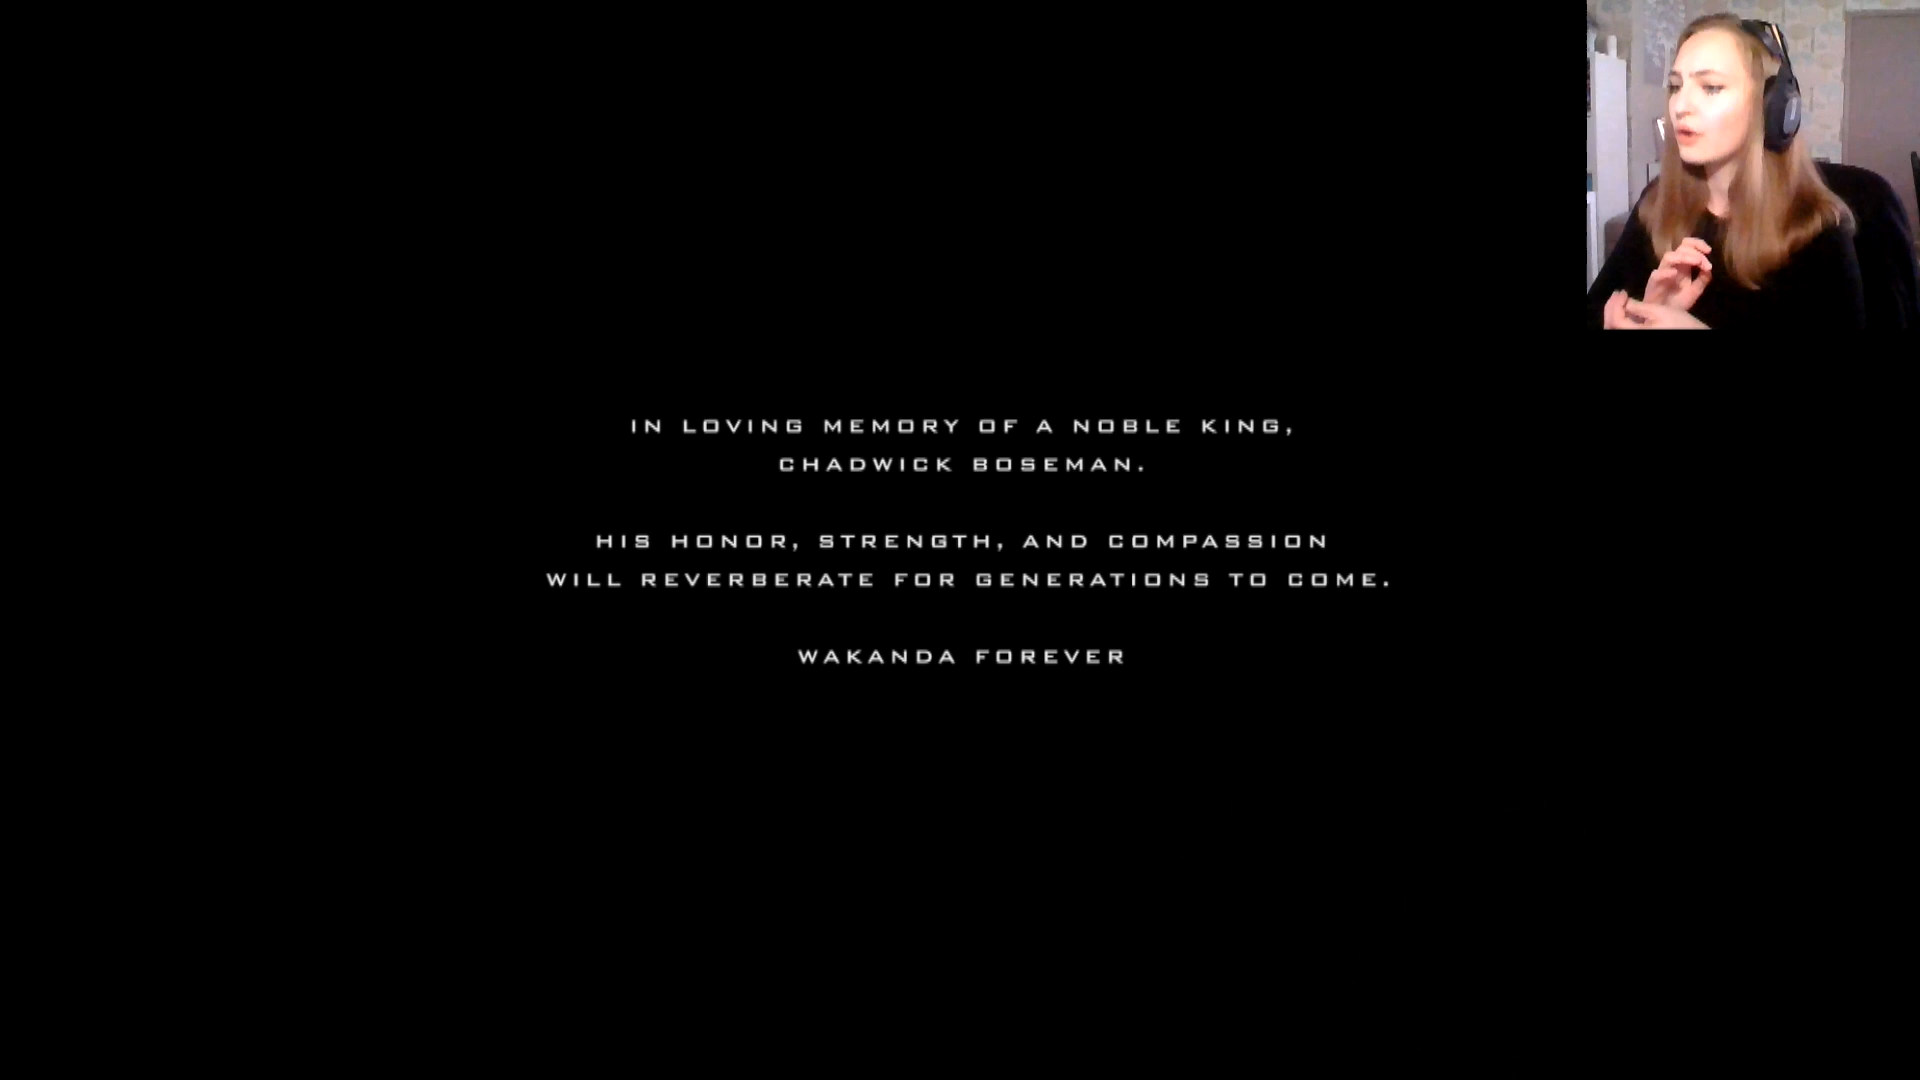 IN LOVING MEMORY OF A NOBLE KING,
CHADWICK BOSEMAN.
HIS HONOR, STRENGTH, AND COMPASSION
WILL REVERBERATE FOR GENERATIONS TO COME.
WAKANDA FOREVER